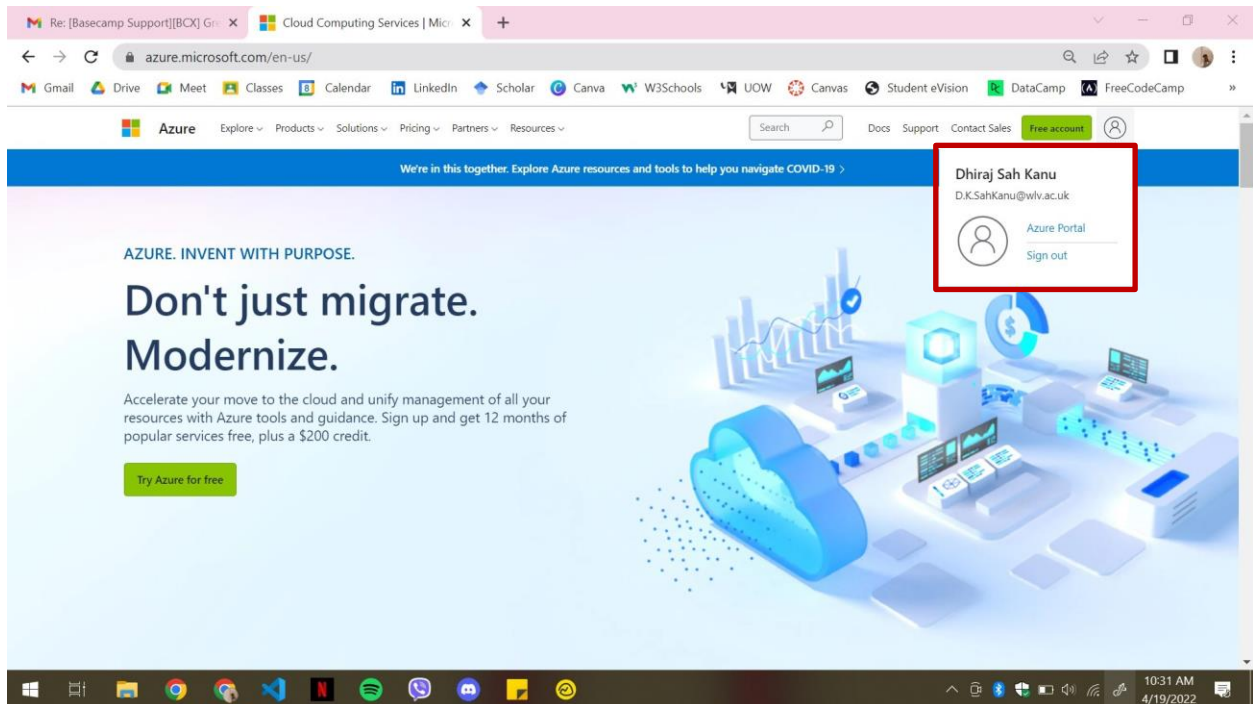 Re: [Basecamp Support][BCX] Gre
Cloud Computing Services | Micr
azure.microsoft.com/en-us/
Gmail Drive Meet Classes 8 Calendar LinkedIn Scholar Canva W3Schools UOW Canvas Student eVision DataCamp FreeCodeCamp »
Azure Explore Products Solutions Pricing Partners Resources Search Docs Support Contact Sales Free account
We're in this together. Explore Azure resources and tools to help you navigate COVID-19 >
Dhiraj Sah Kanu
D.K.SahKanu@wlv.ac.uk
Azure Portal
Sign out
AZURE. INVENT WITH PURPOSE.
Don't just migrate.
Modernize.
Accelerate your move to the cloud and unify management of all your
resources with Azure tools and guidance. Sign up and get 12 months of
popular services free, plus a $200 credit.
Try Azure for free
10:31 AM
4/19/2022